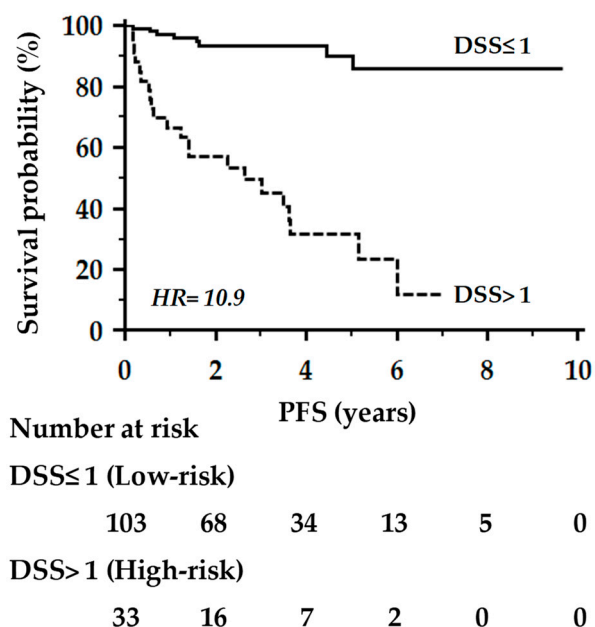 Survival probability (%)
100
80
60
40
20
0
DSS≤ 1
DSS> 1
HR= 10.9
0 2 4 6 8 10
PFS (years)
Number at risk
DSS≤ 1 (Low-risk)
103 68 34 13 5 0
DSS> 1 (High-risk)
33 16 7 2 0 0